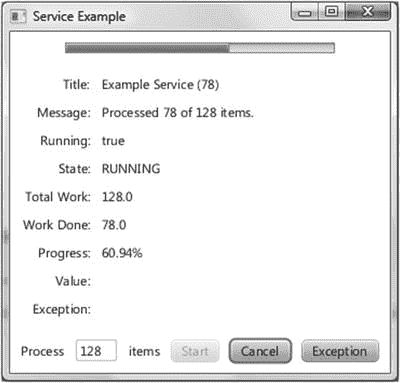 Service Example
Title: Example Service (78)
Message: Processed 78 of 128 items.
Running: true
State: RUNNING
Total Work: 128.0
Work Done: 78.0
Progress: 60.94%
Value:
Exception:
Process 128 items Start Cancel Exception